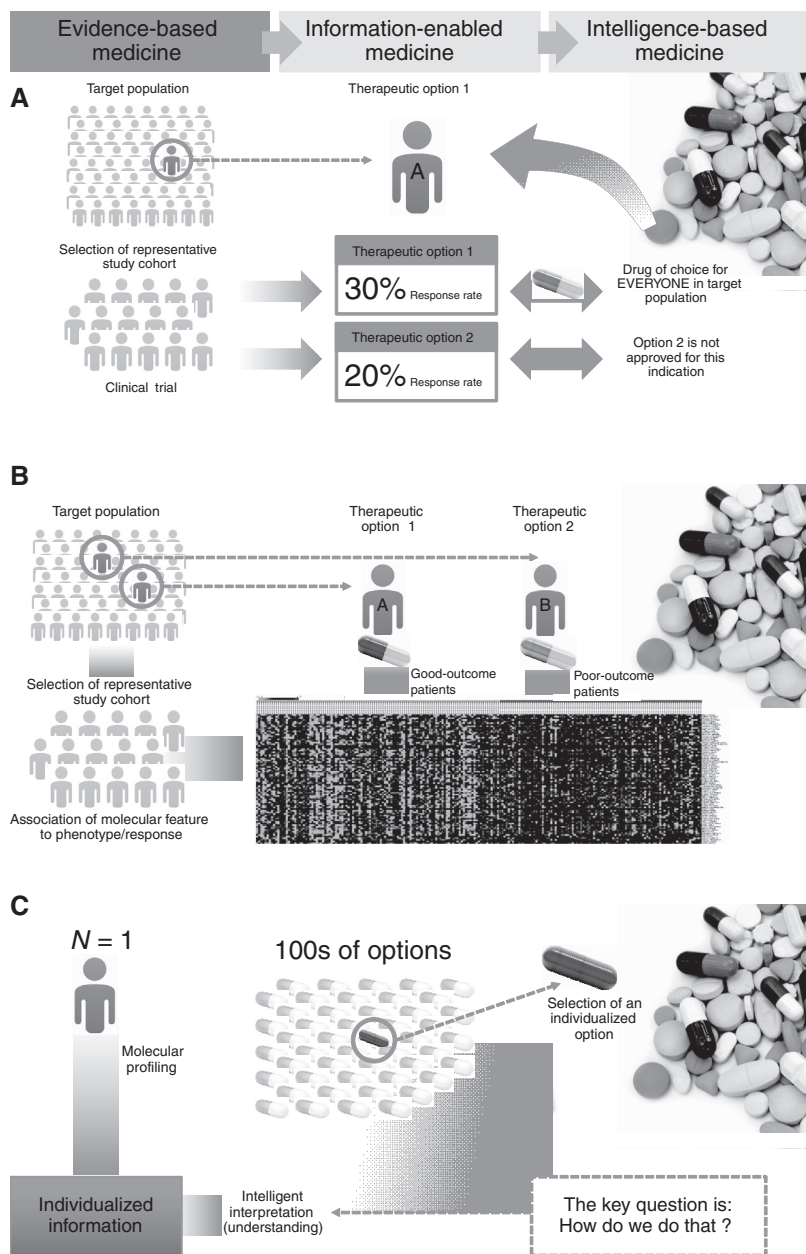 Evidence-based
medicine
Information-enabled
medicine
Intelligence-based
medicine
A
Target population
Therapeutic option 1
A
Selection of representative
study cohort
Clinical trial
Therapeutic option 1
30% Response rate
Therapeutic option 2
20% Response rate
Drug of choice for
EVERYONE in target
population
Option 2 is not
approved for this
indication
B
Target population
Therapeutic
option 1
Therapeutic
option 2
A
B
Good-outcome
patients
Poor-outcome
patients
Selection of representative
study cohort
Association of molecular feature
to phenotype/response
C
N = 1
100s of options
Selection of an
individualized
option
Molecular
profiling
Individualized
information
Intelligent
interpretation
(understanding)
The key question is:
How do we do that ?